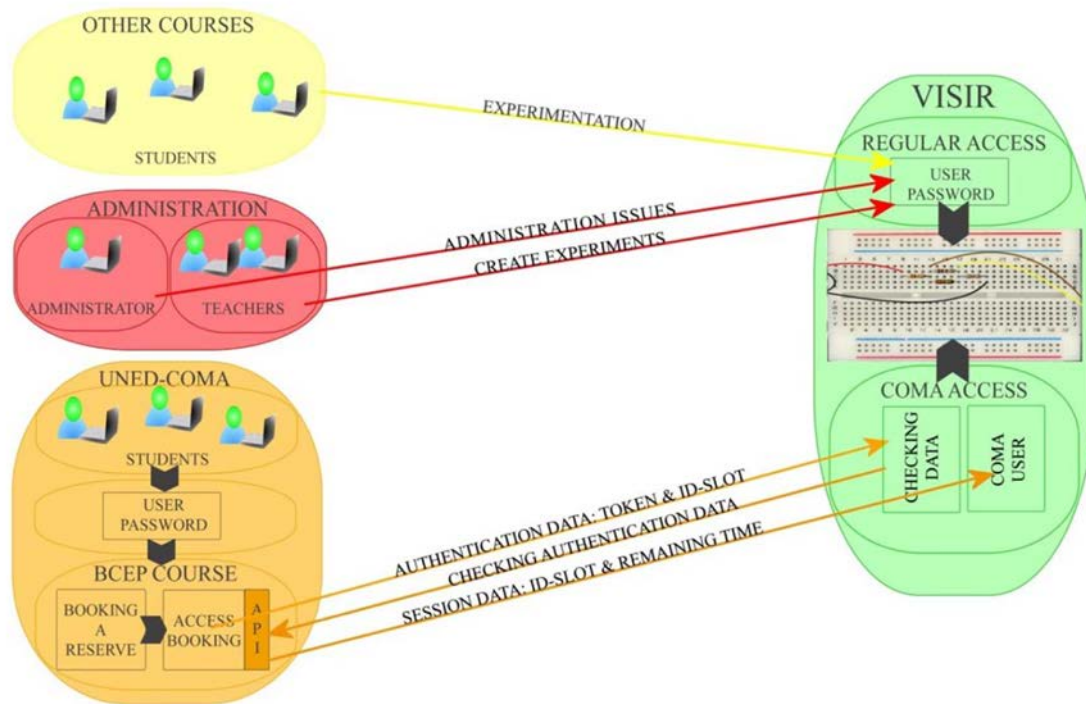 OTHER COURSES
STUDENTS
EXPERIMENTATION
VISIR
REGULAR ACCESS
USER
PASSWORD
ADMINISTRATION
ADMINISTRATOR
TEACHERS
ADMINISTRATION ISSUES
CREATE EXPERIMENTS
UNED-COMA
STUDENTS
USER
PASSWORD
BCEP COURSE
BOOKING
A
RESERVE
ACCESS
BOOKING
A
P
I
AUTHENTICATION DATA: TOKEN & ID-SLOT
CHECKING AUTHENTICATION DATA
SESSION DATA: ID-SLOT & REMAINING TIME
COMA ACCESS
CHECKING
DATA
COMA
USER